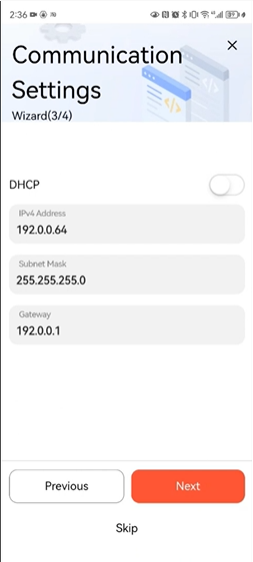 2:36
Communication
Settings
Wizard(3/4)
DHCP
IPv4 Address
192.0.0.64
Subnet Mask
255.255.255.0
Gateway
192.0.0.1
Previous
Next
Skip